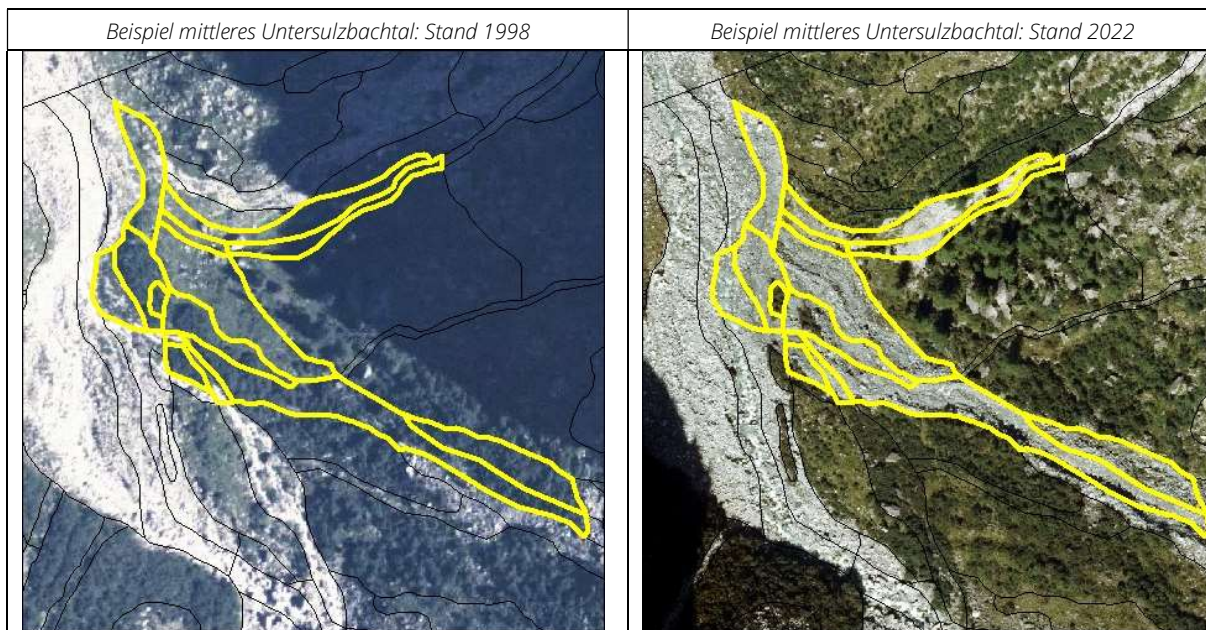 Beispiel mittleres Untersulzbachtal: Stand 1998
Beispiel mittleres Untersulzbachtal: Stand 2022